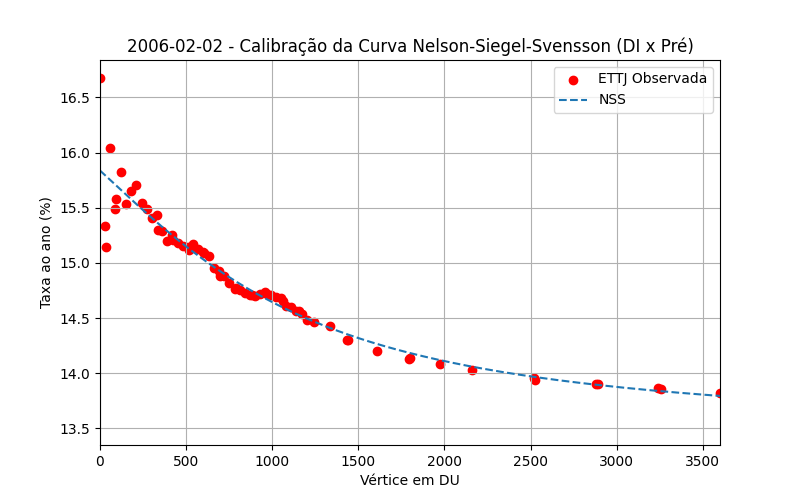 2006-02-02 - Calibração da Curva Nelson-Siegel-Svensson (DI x Pré)
ETTJ Observada
NSS
Taxa ao ano (%)
16.5
16.0
15.5
15.0
14.5
14.0
13.5
0 500 1000 1500 2000 2500 3000 3500
Vértice em DU